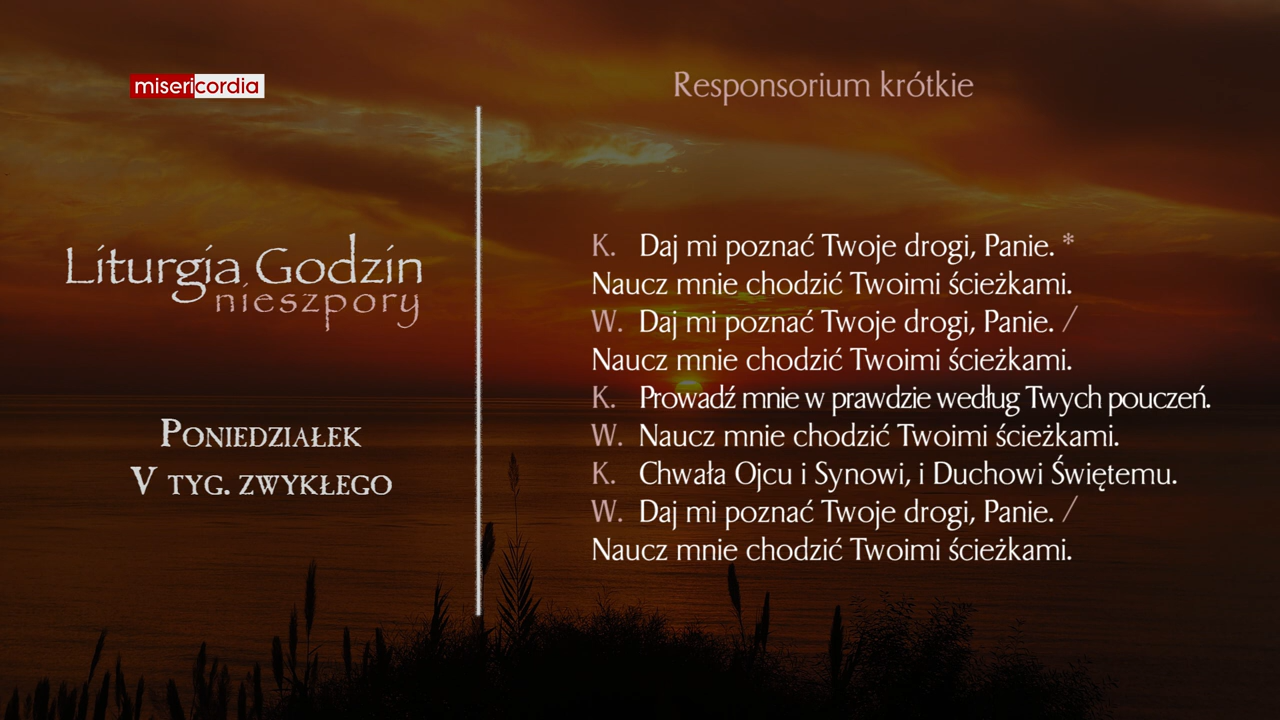 misericordia
Liturgia Godzin
nieszpory
Poniedziałek
V tyg. zwykłego
Responsorium krótkie
K. Daj mi poznać Twoje drogi, Panie. *
Naucz mnie chodzić Twoimi ścieżkami.
W. Daj mi poznać Twoje drogi, Panie. /
Naucz mnie chodzić Twoimi ścieżkami.
K. Prowadź mnie w prawdzie według Twych pouczeń.
W. Naucz mnie chodzić Twoimi ścieżkami.
K. Chwała Ojcu i Synowi, i Duchowi Świętemu.
W. Daj mi poznać Twoje drogi, Panie. /
Naucz mnie chodzić Twoimi ścieżkami.